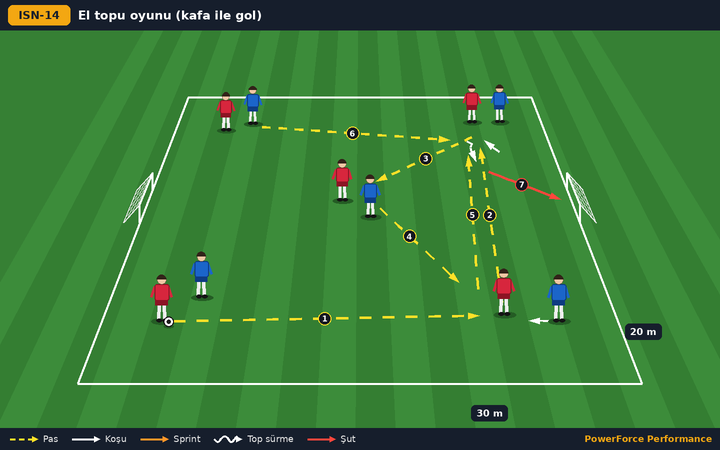 ISN-14 El topu oyunu (kafa ile gol)
6
3
7
5 2
4
1
20 m
30 m
Pas Koşu Sprint Top sürme Şut PowerForce Performance